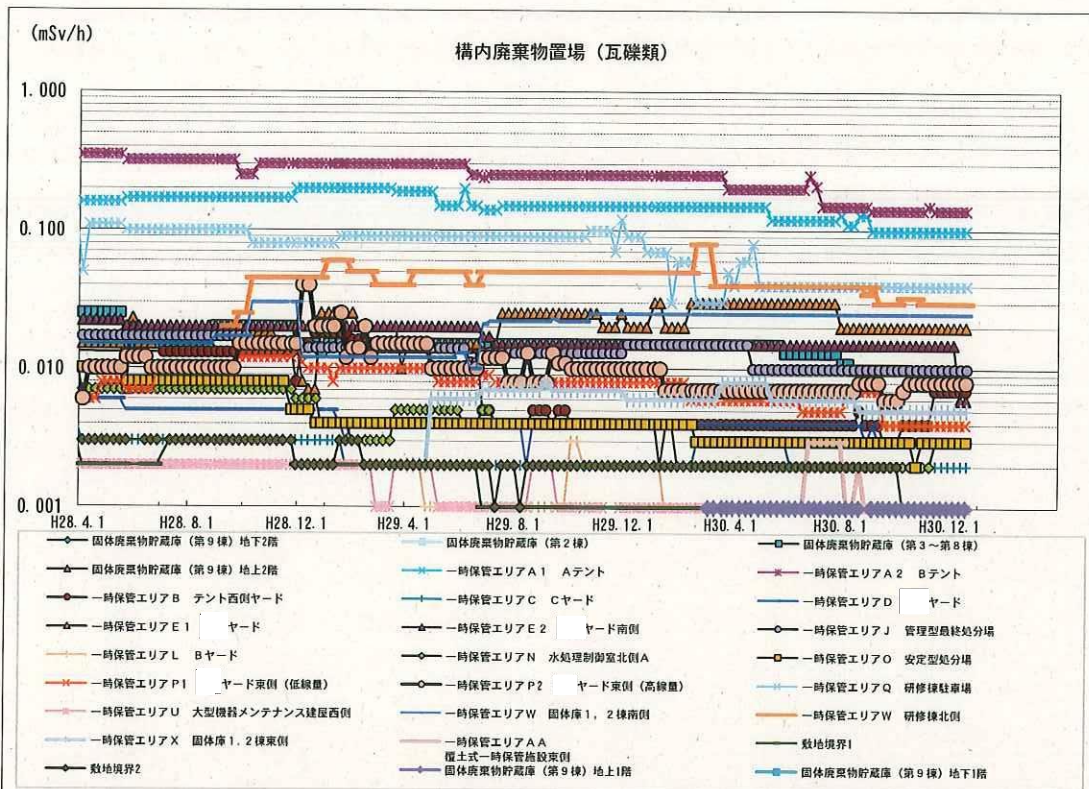 (mSv/h)
構内廃棄物置場（瓦礫類）
1.000
0.100
0.010
0.001
H28.4.1 H28.8.1 H28.12.1 H29.4.1 H29.8.1 H29.12.1 H30.4.1 H30.8.1 H30.12.1
固体廃棄物貯蔵庫（第9棟）地下2階 固体廃棄物貯蔵庫（第2棟） 固体廃棄物貯蔵庫（第3〜第8棟）
固体廃棄物貯蔵庫（第9棟）地上2階 一時保管エリアA1 Aテント 一時保管エリアA2 Bテント
一時保管エリアB テント西側ヤード 一時保管エリアC Cヤード 一時保管エリアD ヤード
一時保管エリアE1 ヤード 一時保管エリアE2 ヤード南側 一時保管エリアJ 管理型最終処分場
一時保管エリアL Bヤード 一時保管エリアN 水処理制御室北側A 一時保管エリアO 安定型処分場
一時保管エリアP1 ヤード東側（低線量） 一時保管エリアP2 ヤード東側（高線量） 一時保管エリアQ 研修棟駐車場
一時保管エリアU 大型機器メンテナンス建屋西側 一時保管エリアW 固体庫1,2棟南側 一時保管エリアW 研修棟北側
一時保管エリアX 固体庫1,2棟東側 一時保管エリアAA 敷地境界1
覆土式一時保管施設東側
敷地境界2 固体廃棄物貯蔵庫（第9棟）地上1階 固体廃棄物貯蔵庫（第9棟）地下1階